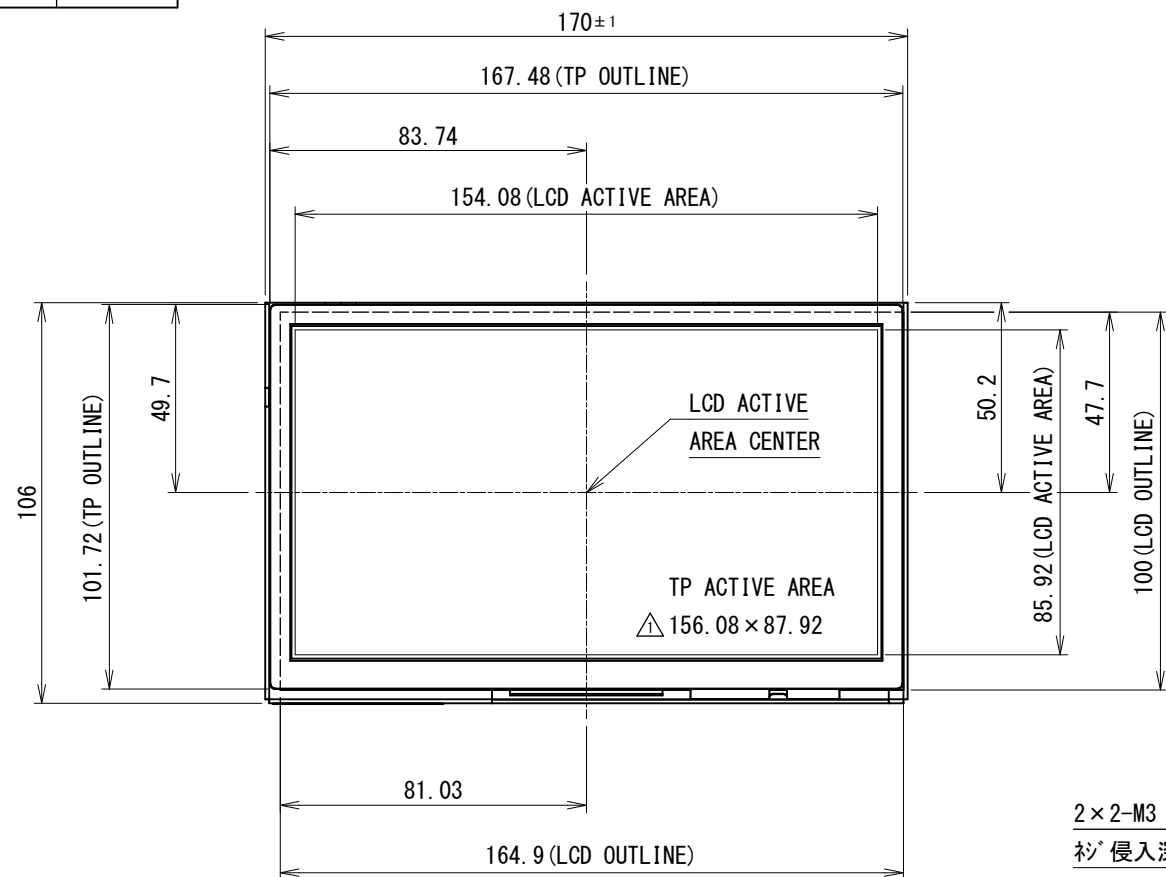 170±1
167.48(TP OUTLINE)
83.74
154.08(LCD ACTIVE AREA)
106
101.72(TP OUTLINE)
49.7
LCD ACTIVE
AREA CENTER
TP ACTIVE AREA
1 156.08×87.92
50.2
85.92(LCD ACTIVE AREA)
47.7
100(LCD OUTLINE)
81.03
164.9(LCD OUTLINE)
2×2-M3
ﾈｼﾞ侵入